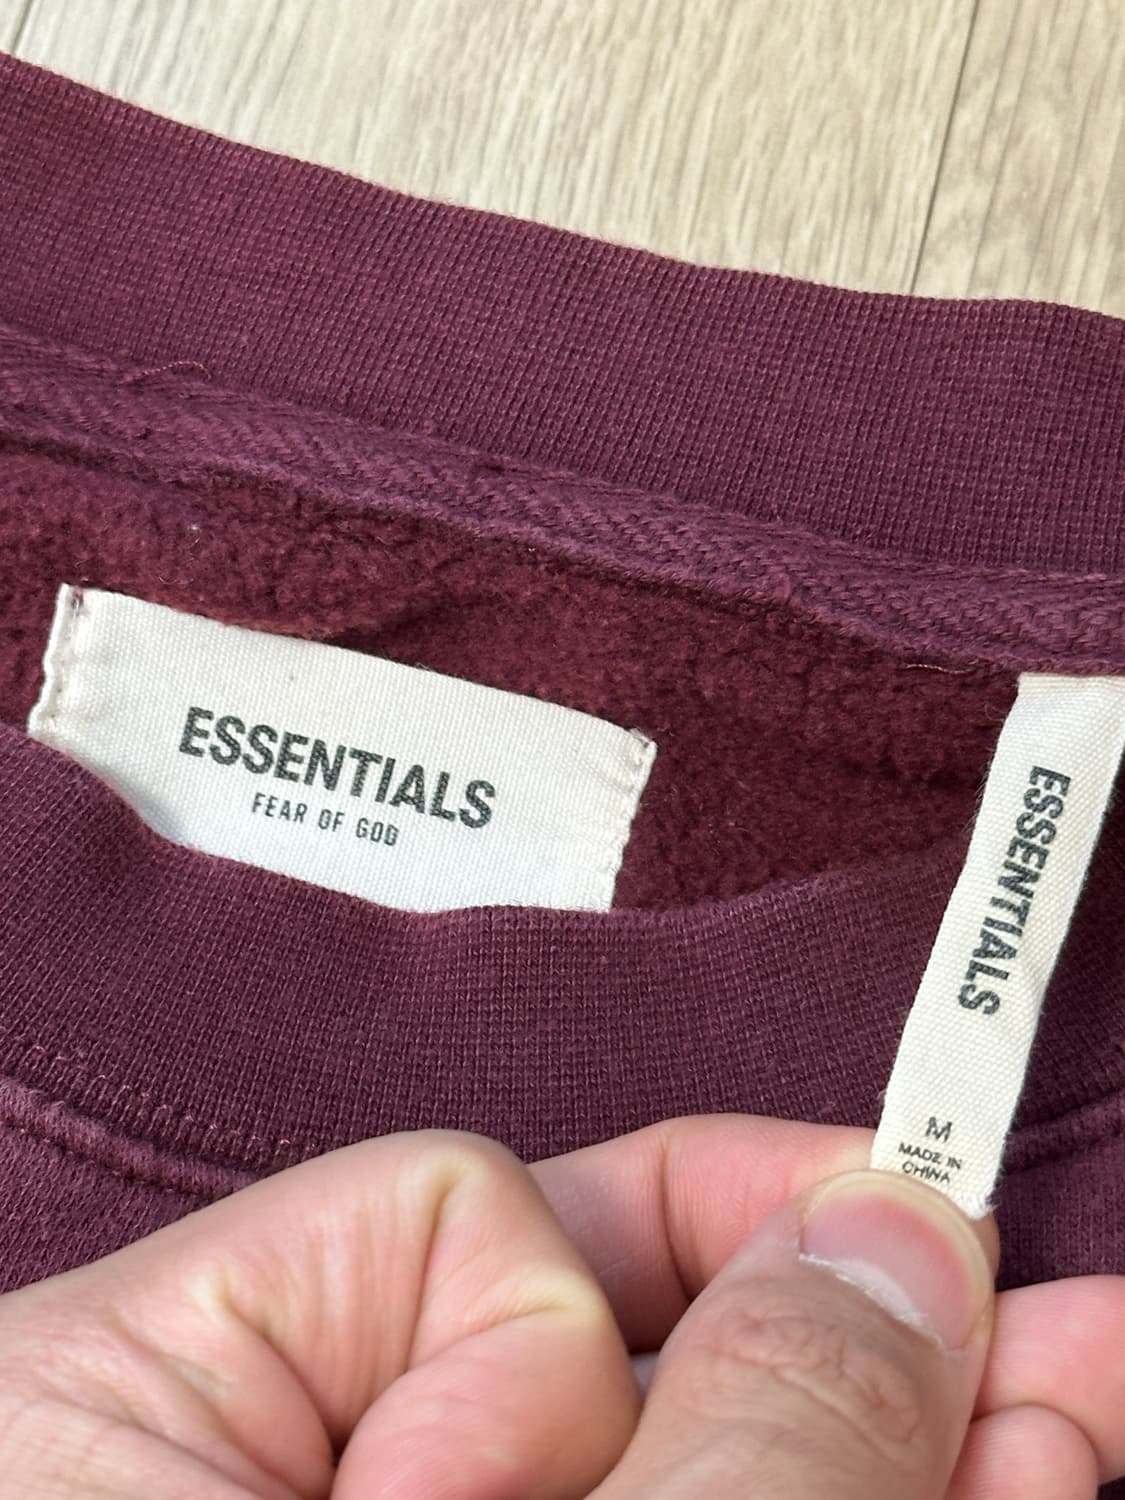 ESSENTIALS
FEAR OF GOD
ESSENTIALS
M
MADE IN
CHINA